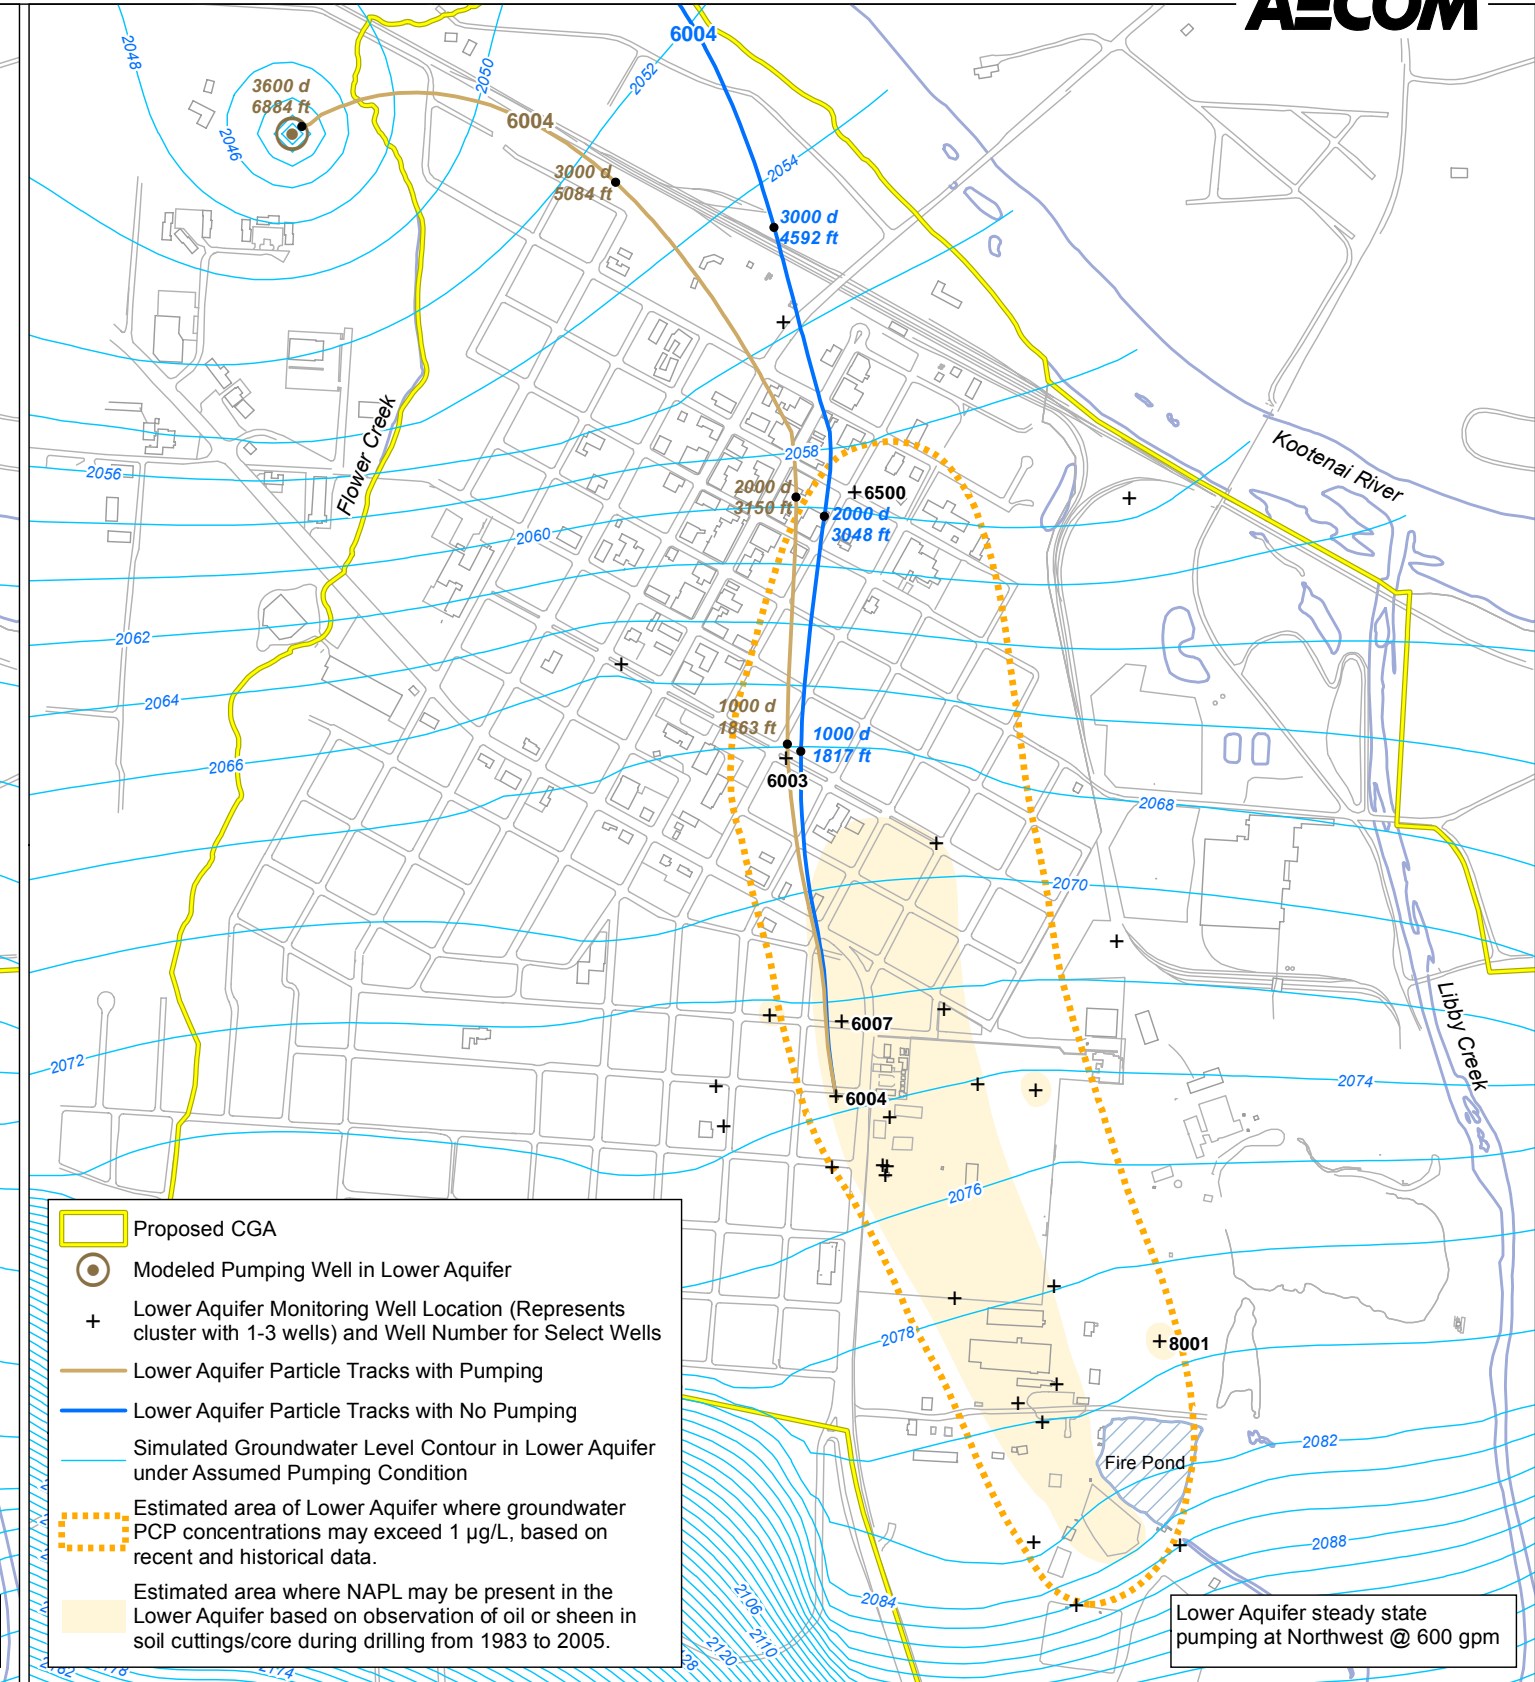 AECOM
6004
2048
2050
2052
3600 d
6884 ft
6004
2046
2054
3000 d
5084 ft
3000 d
4592 ft
Flower Creek
Kootenai River
2058
2056
2000 d
3150 ft
6500
2000 d
3048 ft
2060
2062
2064
1000 d
1863 ft
1000 d
1817 ft
6003
2066
2068
2070
Libby Creek
6007
2072
2074
6004
2076
2078
8001
2082
Fire Pond
2088
2084
2106
2110
2120
2174
Proposed CGA
Modeled Pumping Well in Lower Aquifer
Lower Aquifer Monitoring Well Location (Represents
cluster with 1-3 wells) and Well Number for Select Wells
Lower Aquifer Particle Tracks with Pumping
Lower Aquifer Particle Tracks with No Pumping
Simulated Groundwater Level Contour in Lower Aquifer
under Assumed Pumping Condition
Estimated area of Lower Aquifer where groundwater
PCP concentrations may exceed 1 µg/L, based on
recent and historical data.
Estimated area where NAPL may be present in the
Lower Aquifer based on observation of oil or sheen in
soil cuttings/core during drilling from 1983 to 2005.
Lower Aquifer steady state
pumping at Northwest @ 600 gpm